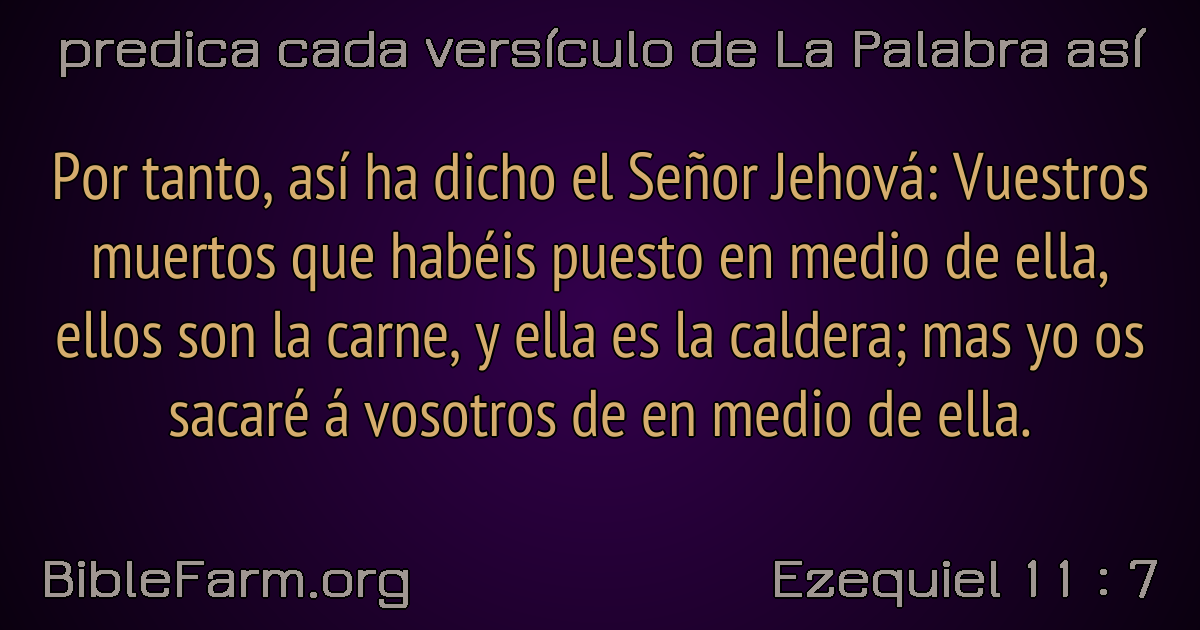 predica cada versículo de La Palabra así
Por tanto, así ha dicho el Señor Jehová: Vuestros
muertos que habéis puesto en medio de ella,
ellos son la carne, y ella es la caldera; mas yo os
sacaré á vosotros de en medio de ella.
BibleFarm.org
Ezequiel 11 : 7